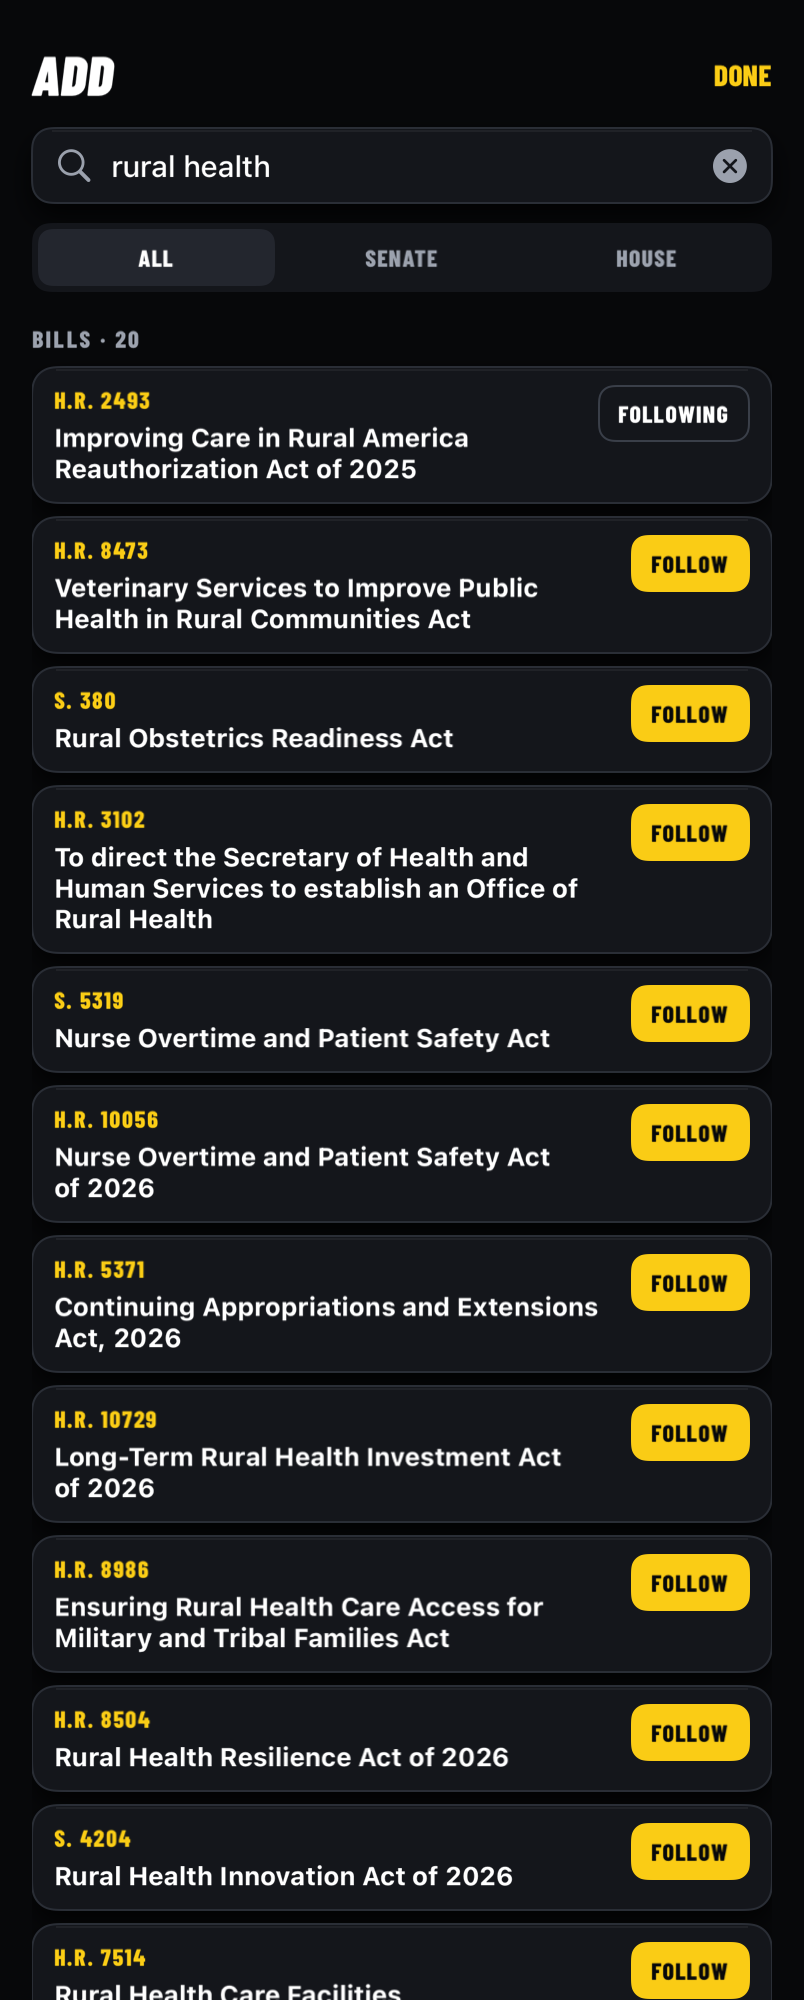 ADD
DONE
rural health
ALL
SENATE
HOUSE
BILLS · 20
H.R. 2493
FOLLOWING
Improving Care in Rural America
Reauthorization Act of 2025
H.R. 8473
FOLLOW
Veterinary Services to Improve Public
Health in Rural Communities Act
S. 380
FOLLOW
Rural Obstetrics Readiness Act
H.R. 3102
FOLLOW
To direct the Secretary of Health and
Human Services to establish an Office of
Rural Health
S. 5319
FOLLOW
Nurse Overtime and Patient Safety Act
H.R. 10056
FOLLOW
Nurse Overtime and Patient Safety Act
of 2026
H.R. 5371
FOLLOW
Continuing Appropriations and Extensions
Act, 2026
H.R. 10729
FOLLOW
Long-Term Rural Health Investment Act
of 2026
H.R. 8986
FOLLOW
Ensuring Rural Health Care Access for
Military and Tribal Families Act
H.R. 8504
FOLLOW
Rural Health Resilience Act of 2026
S. 4204
FOLLOW
Rural Health Innovation Act of 2026
H.R. 7514
FOLLOW
Rural Health Care Facilities